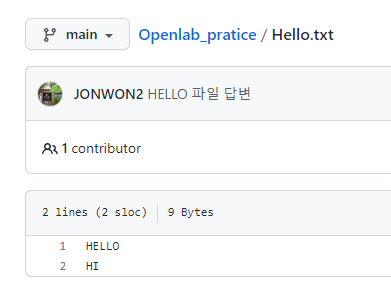 main Openlab_pratice / Hello.txt
JONWON2 HELLO 파일 답변
1 contributor
2 lines (2 sloc) 9 Bytes
1 HELLO
2 HI